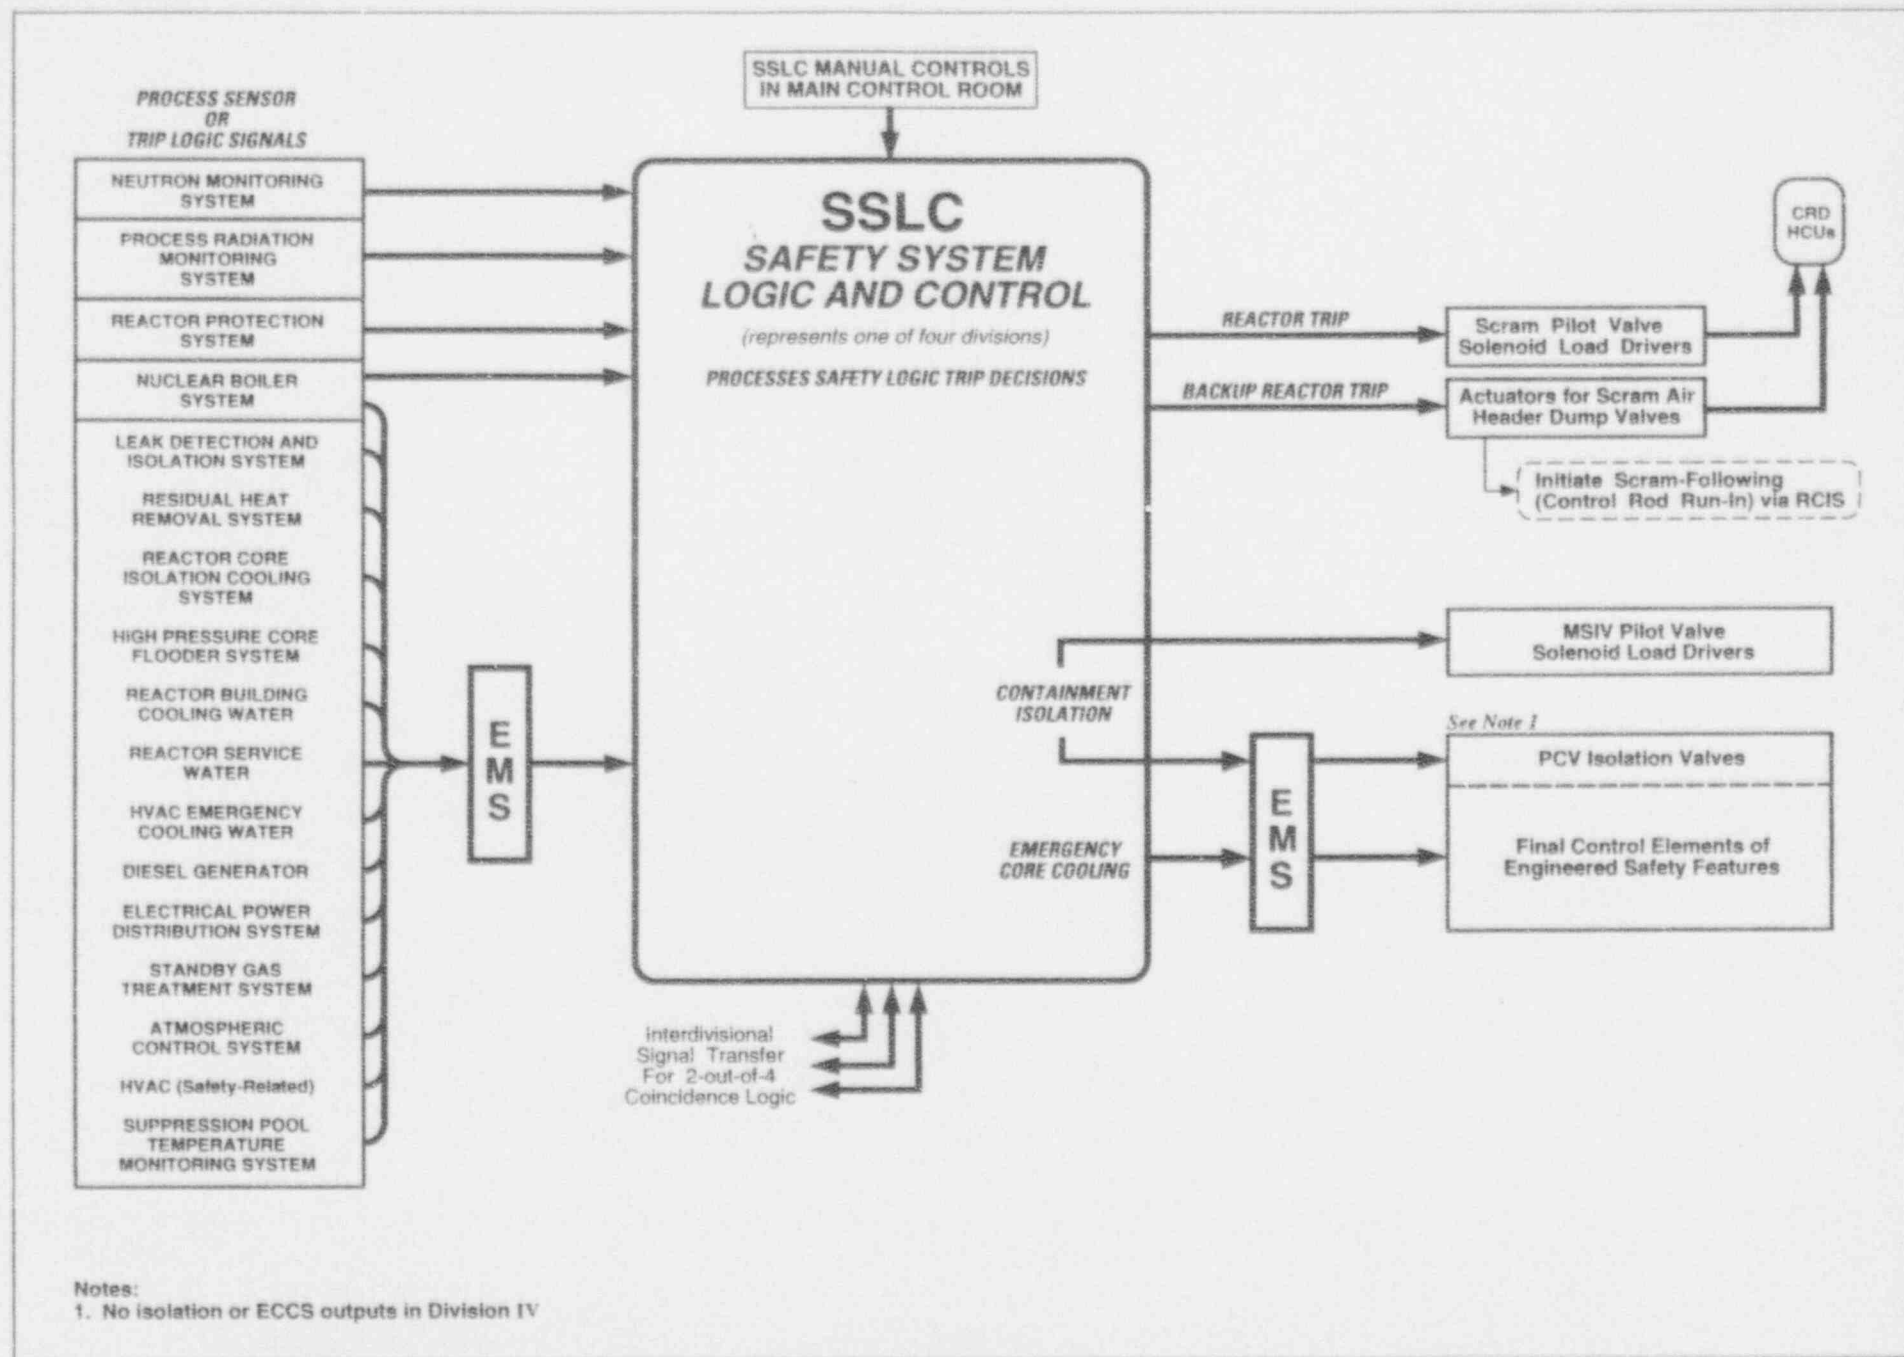 SSLC MANUAL CONTROLS
IN MAIN CONTROL ROOM
PROCESS SENSOR
OR
TRIP LOGIC SIGNALS
NEUTRON MONITORING
SYSTEM
PROCESS RADIATION
MONITORING
SYSTEM
REACTOR PROTECTION
SYSTEM
NUCLEAR BOILER
SYSTEM
LEAK DETECTION AND
ISOLATION SYSTEM
RESIDUAL HEAT
REMOVAL SYSTEM
REACTOR CORE
ISOLATION COOLING
SYSTEM
HIGH PRESSURE CORE
FLOODER SYSTEM
REACTOR BUILDING
COOLING WATER
REACTOR SERVICE
WATER
HVAC EMERGENCY
COOLING WATER
DIESEL GENERATOR
ELECTRICAL POWER
DISTRIBUTION SYSTEM
STANDBY GAS
TREATMENT SYSTEM
ATMOSPHERIC
CONTROL SYSTEM
HVAC (Safety-Related)
SUPPRESSION POOL
TEMPERATURE
MONITORING SYSTEM
E
M
S
SSLC
SAFETY SYSTEM
LOGIC AND CONTROL
(represents one of four divisions)
PROCESSES SAFETY LOGIC TRIP DECISIONS
CONTAINMENT
ISOLATION
EMERGENCY
CORE COOLING
Interdivisional
Signal Transfer
For 2-out-of-4
Coincidence Logic
REACTOR TRIP
BACKUP REACTOR TRIP
CRD
HCUs
Scram Pilot Valve
Solenoid Load Drivers
Actuators for Scram Air
Header Dump Valves
Initiate Scram-Following
(Control Rod Run-In) via RCIS
MSIV Pilot Valve
Solenoid Load Drivers
See Note 1
E
M
S
PCV Isolation Valves
Final Control Elements of
Engineered Safety Features
Notes:
1. No isolation or ECCS outputs in Division IV